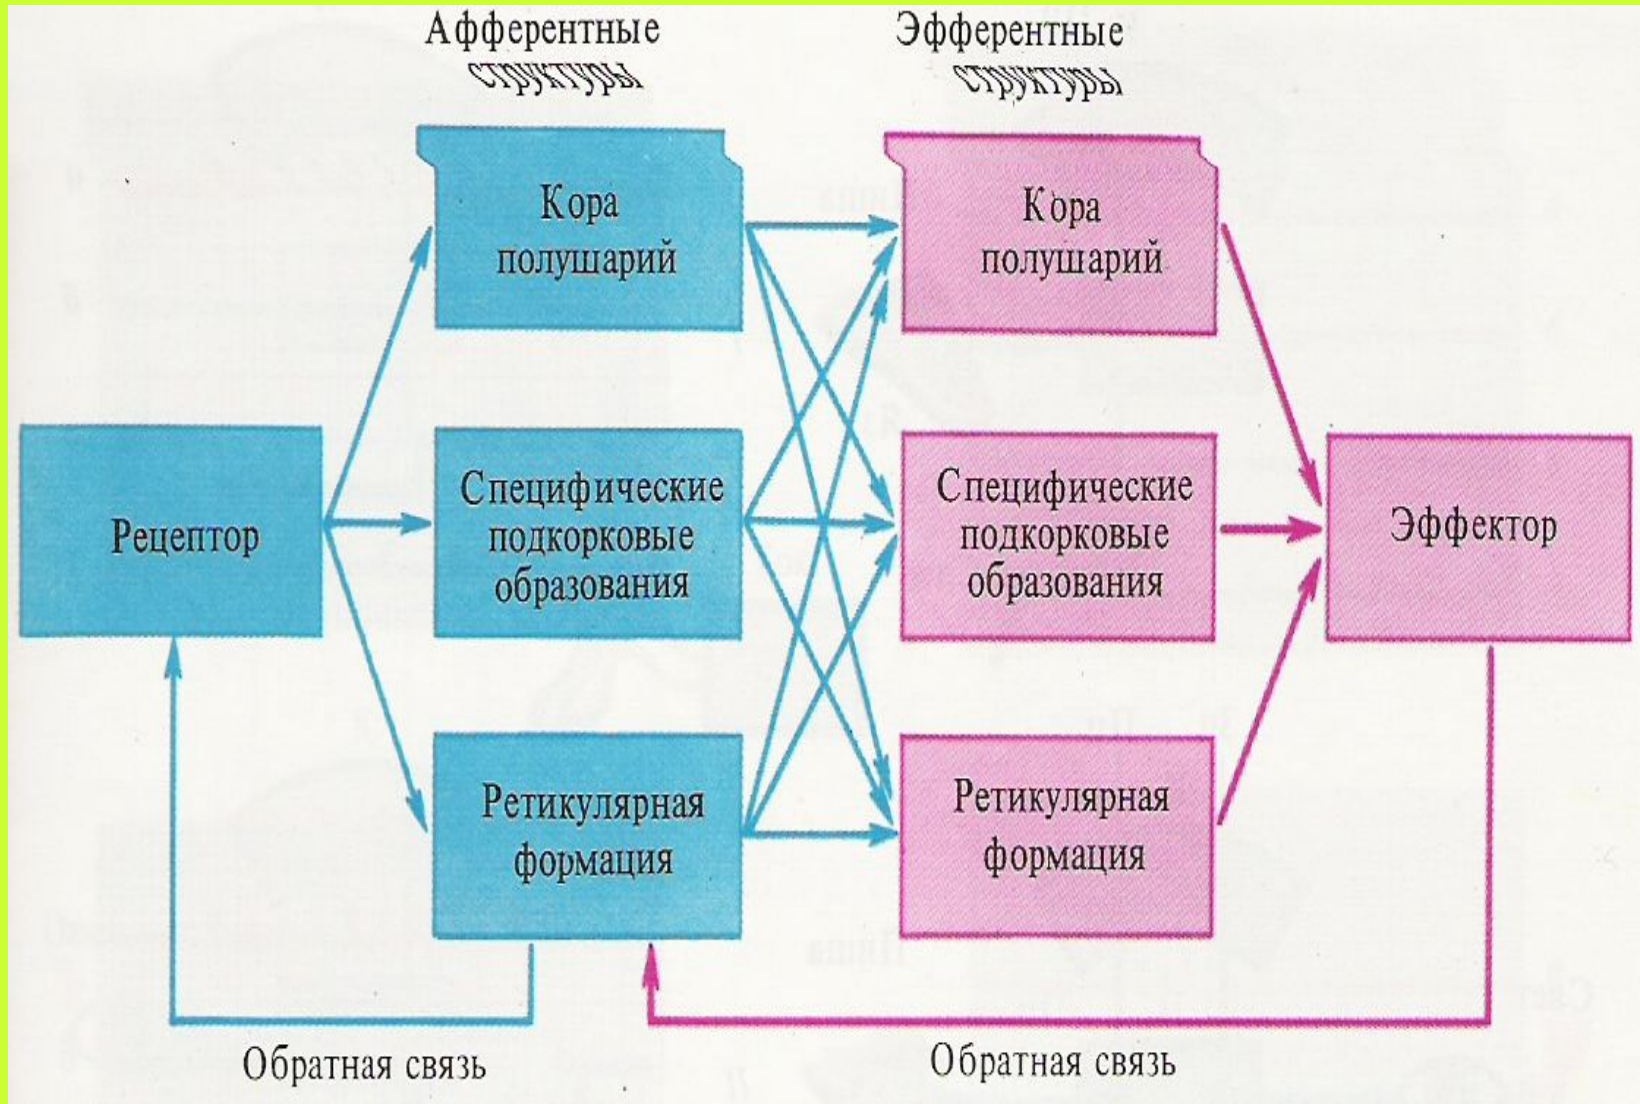 Афферентные
структуры
Эфферентные
структуры
Кора
полушарий
Кора
полушарий
Рецептор
Специфические
подкорковые
образования
Специфические
подкорковые
образования
Эффектор
Ретикулярная
формация
Ретикулярная
формация
Обратная связь
Обратная связь